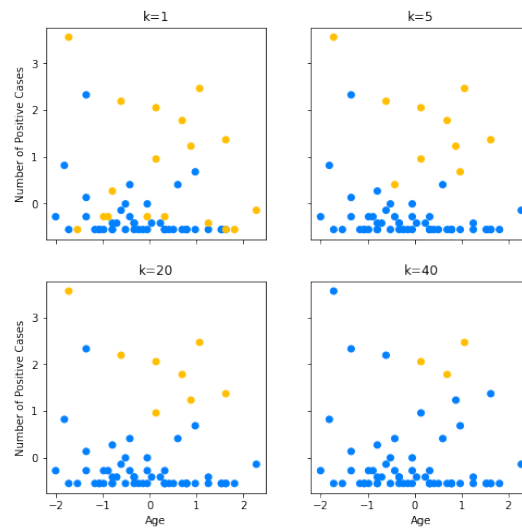 k=1
k=5
Number of Positive Cases
3
2
1
0
k=20
k=40
Number of Positive Cases
3
2
1
0
−2 −1 0 1 2
−2 −1 0 1 2
Age
Age